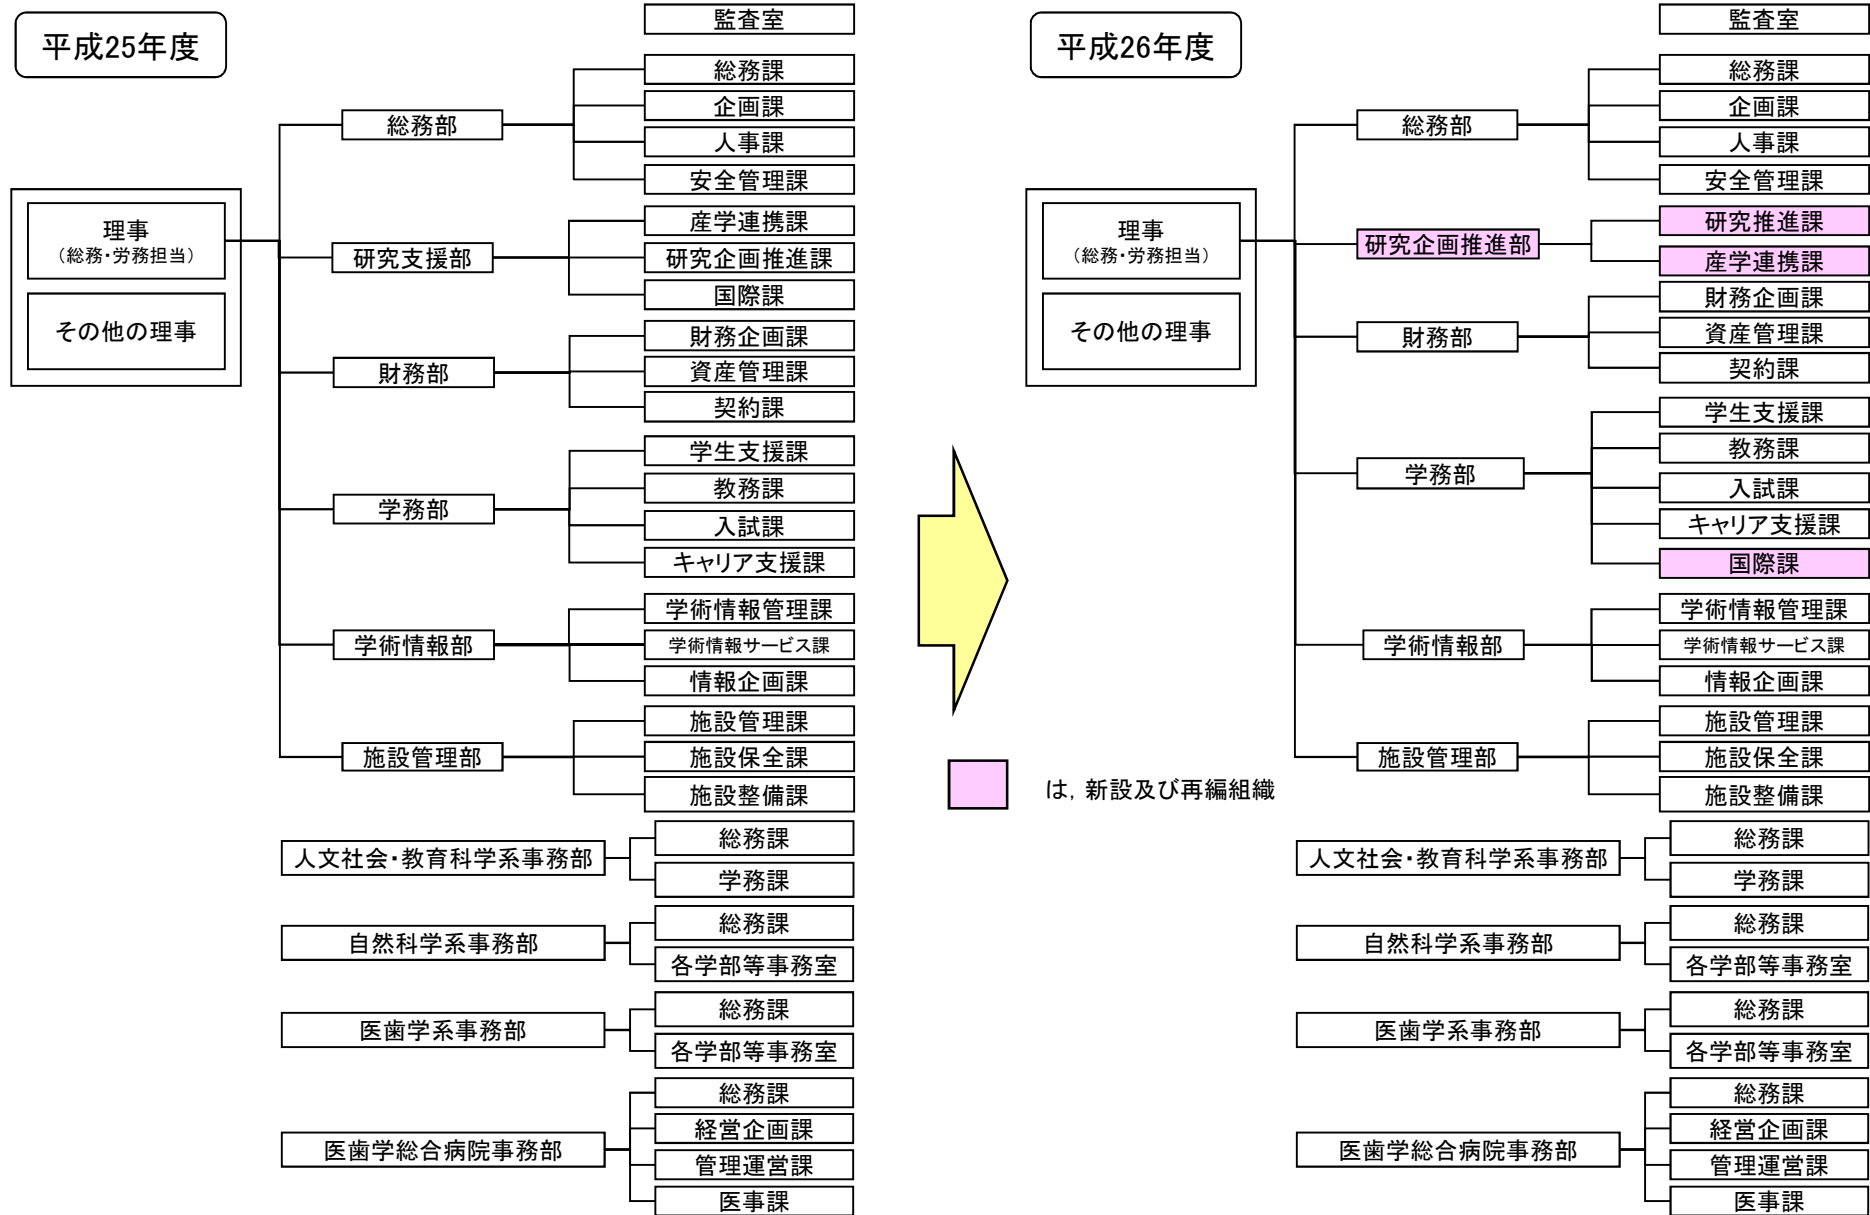 平成25年度
監査室
総務部
総務課
企画課
人事課
安全管理課
理事
（総務・労務担当）
その他の理事
研究支援部
産学連携課
研究企画推進課
国際課
財務部
財務企画課
資産管理課
契約課
学務部
学生支援課
教務課
入試課
キャリア支援課
学術情報部
学術情報管理課
学術情報サービス課
情報企画課
施設管理部
施設管理課
施設保全課
施設整備課
人文社会・教育科学系事務部
総務課
学務課
自然科学系事務部
総務課
各学部等事務室
医歯学系事務部
総務課
各学部等事務室
医歯学総合病院事務部
総務課
経営企画課
管理運営課
医事課
は，新設及び再編組織
平成26年度
監査室
総務部
総務課
企画課
人事課
安全管理課
理事
（総務・労務担当）
その他の理事
研究企画推進部
研究推進課
産学連携課
財務部
財務企画課
資産管理課
契約課
学務部
学生支援課
教務課
入試課
キャリア支援課
国際課
学術情報部
学術情報管理課
学術情報サービス課
情報企画課
施設管理部
施設管理課
施設保全課
施設整備課
人文社会・教育科学系事務部
総務課
学務課
自然科学系事務部
総務課
各学部等事務室
医歯学系事務部
総務課
各学部等事務室
医歯学総合病院事務部
総務課
経営企画課
管理運営課
医事課